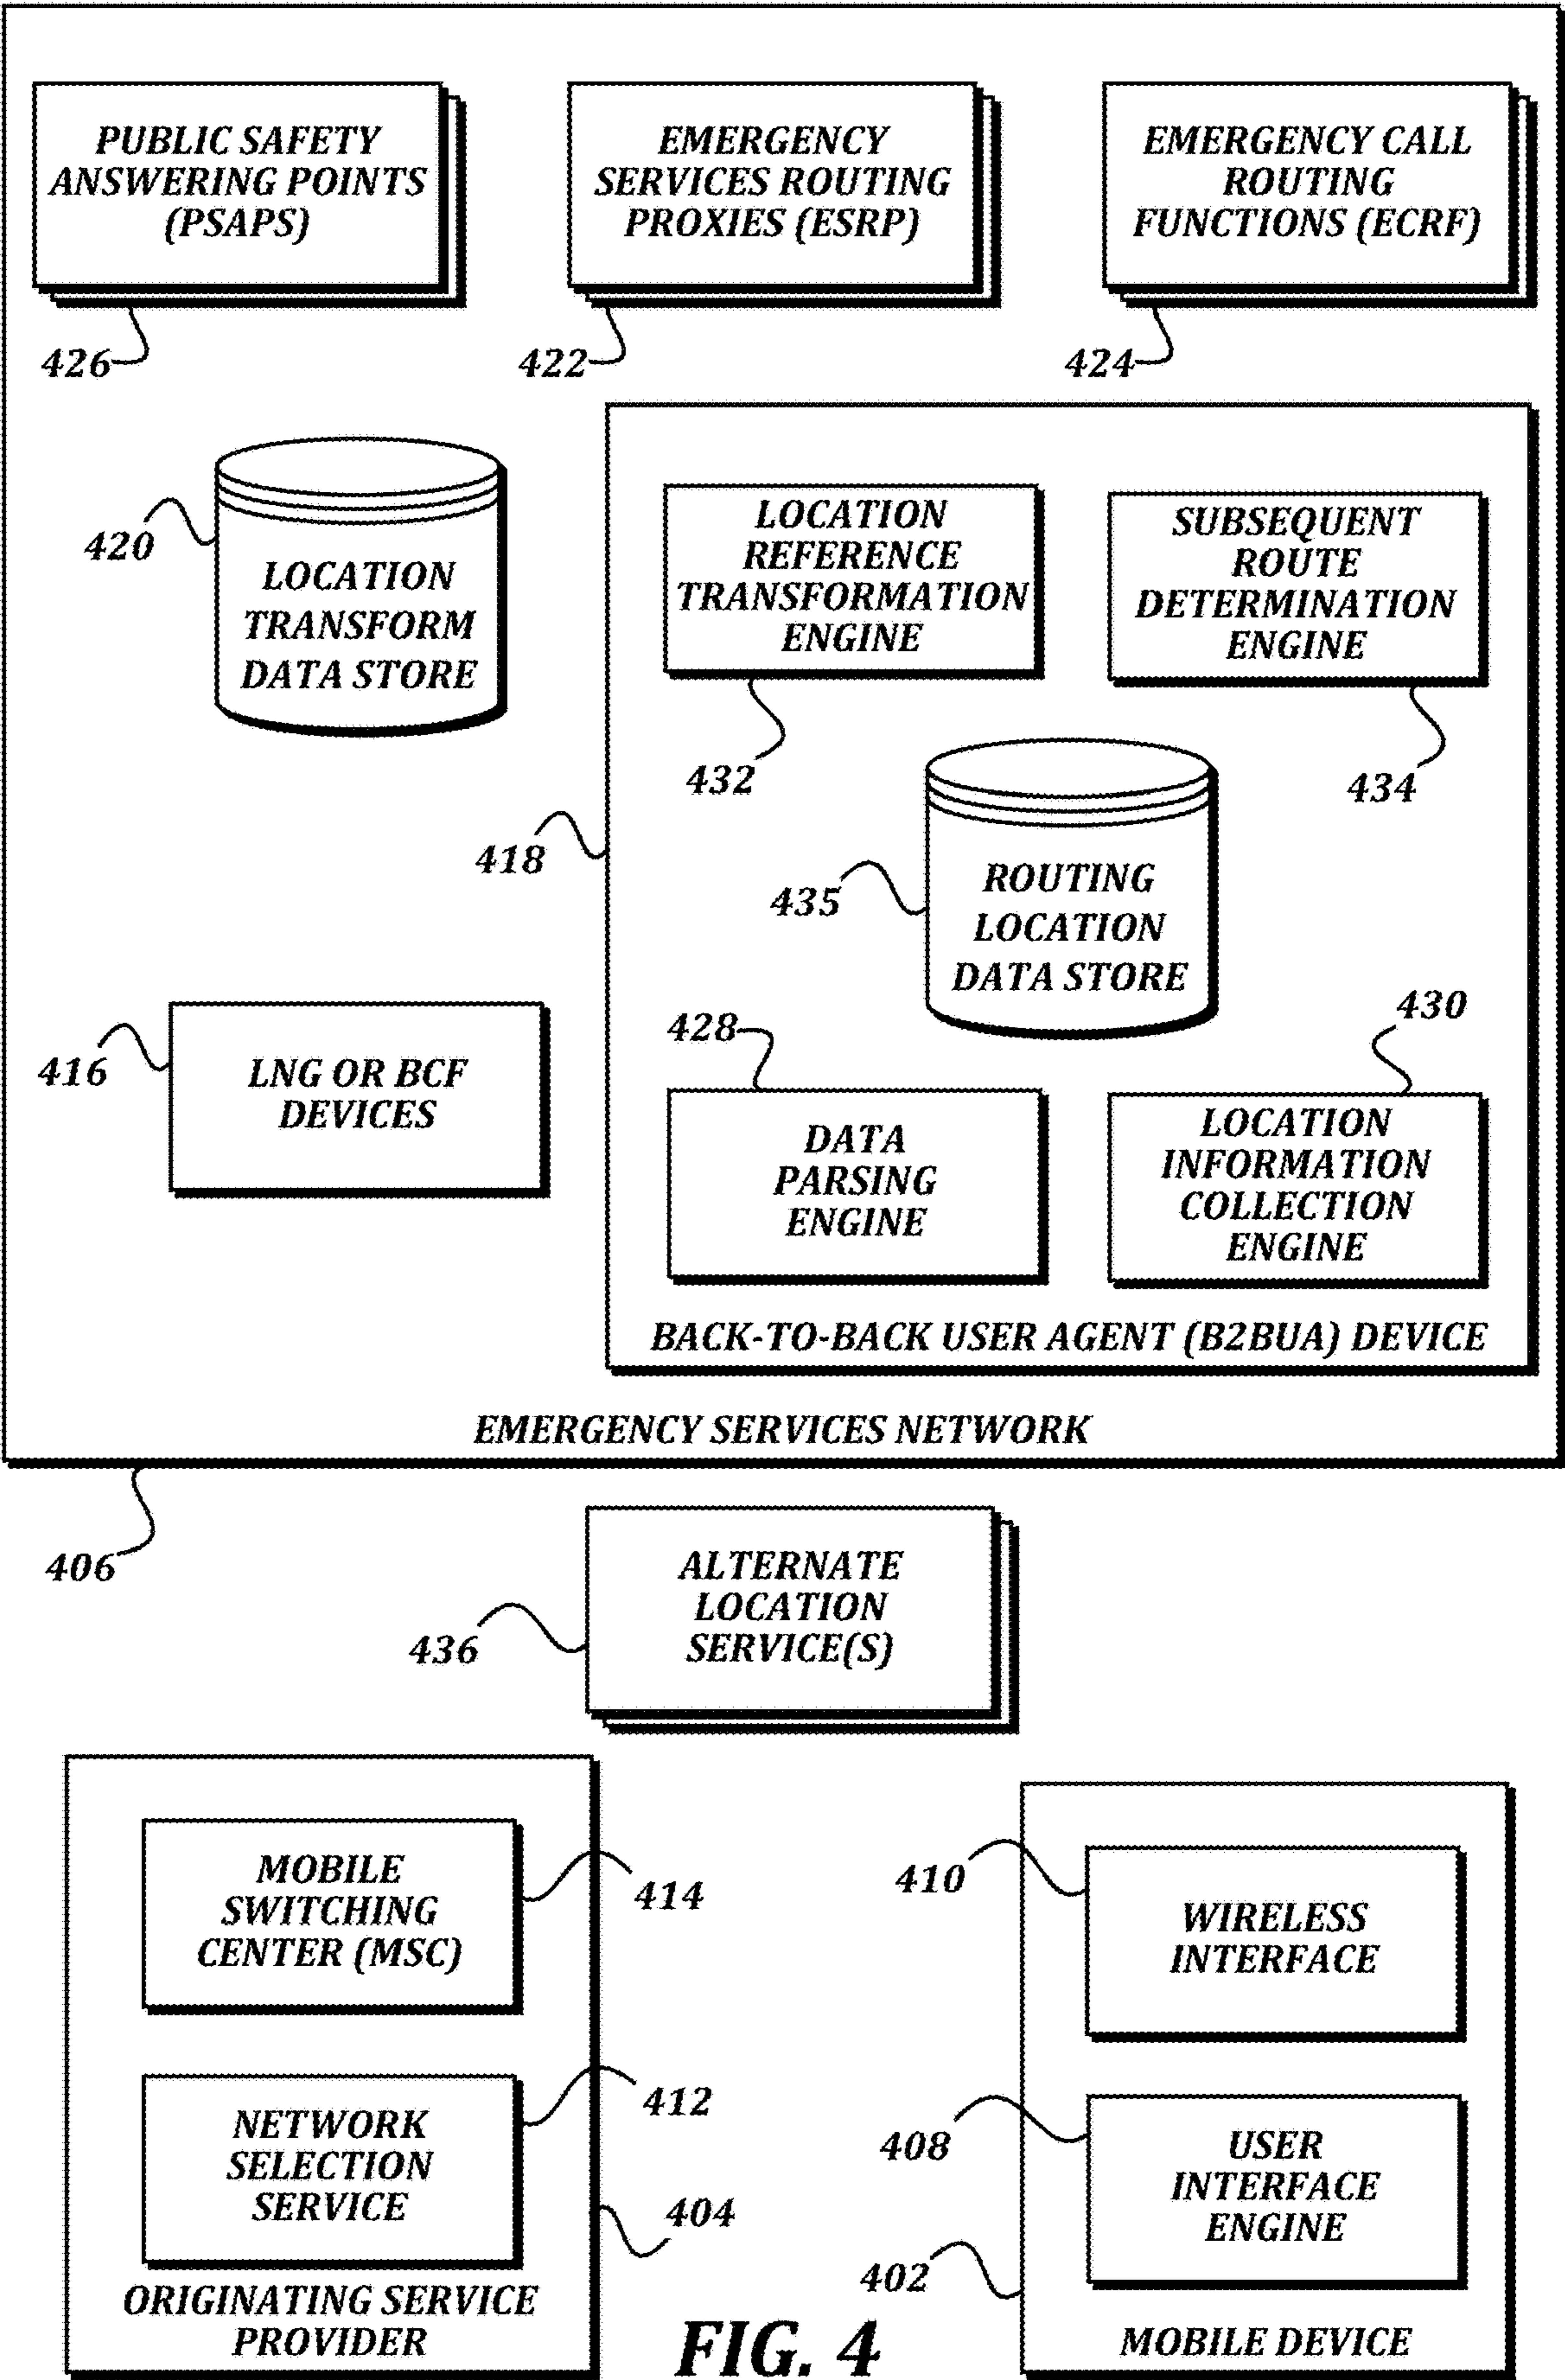 PUBLIC SAFETY
ANSWERING POINTS
(PSAPS)
EMERGENCY
SERVICES ROUTING
PROXIES (ESRP)
EMERGENCY CALL
ROUTING
FUNCTIONS (ECRF)
426
422
424
420
LOCATION
TRANSFORM
DATA STORE
LOCATION
REFERENCE
TRANSFORMATION
ENGINE
SUBSEQUENT
ROUTE
DETERMINATION
ENGINE
432
434
418
435
ROUTING
LOCATION
DATA STORE
416
LNG OR BCF
DEVICES
428
430
DATA
PARSING
ENGINE
LOCATION
INFORMATION
COLLECTION
ENGINE
BACK-TO-BACK USER AGENT (B2BUA) DEVICE
EMERGENCY SERVICES NETWORK
406
ALTERNATE
LOCATION
SERVICE(S)
436
MOBILE
SWITCHING
CENTER (MSC)
414
410
WIRELESS
INTERFACE
NETWORK
SELECTION
SERVICE
412
408
USER
INTERFACE
ENGINE
404
402
ORIGINATING SERVICE
PROVIDER
MOBILE DEVICE
FIG. 4